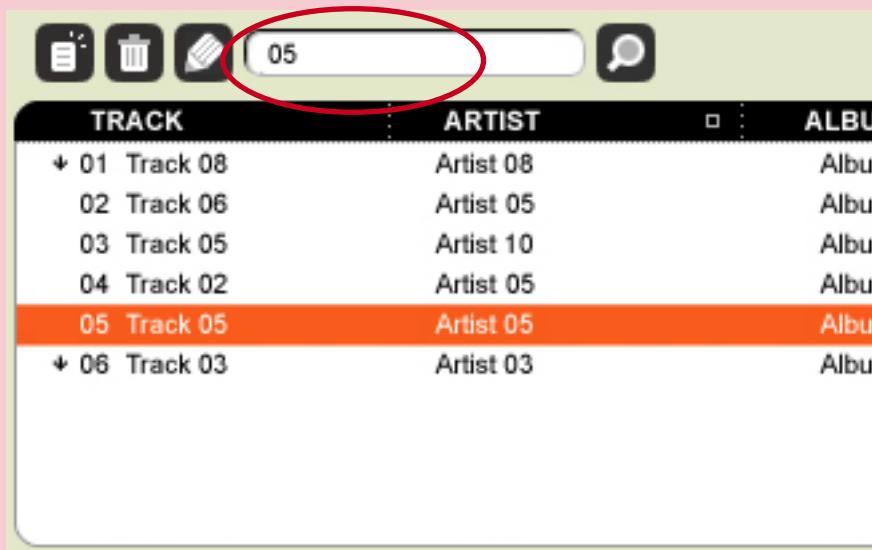 05
TRACK ARTIST ALBU
01 Track 08 Artist 08 Albu
02 Track 06 Artist 05 Albu
03 Track 05 Artist 10 Albu
04 Track 02 Artist 05 Albu
05 Track 05 Artist 05 Albu
06 Track 03 Artist 03 Albu